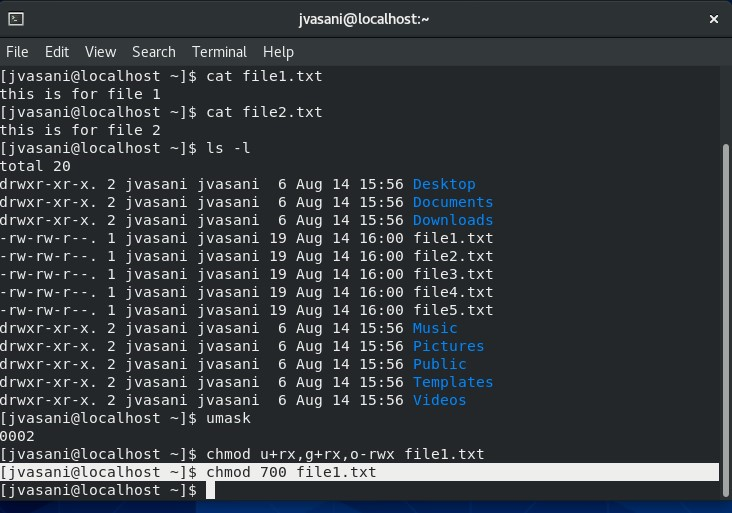 jvasani@localhost:~
File Edit View Search Terminal Help
[jvasani@localhost ~]$ cat file1.txt
this is for file 1
[jvasani@localhost ~]$ cat file2.txt
this is for file 2
[jvasani@localhost ~]$ ls -l
total 20
drwxr-xr-x. 2 jvasani jvasani  6 Aug 14 15:56 Desktop
drwxr-xr-x. 2 jvasani jvasani  6 Aug 14 15:56 Documents
drwxr-xr-x. 2 jvasani jvasani  6 Aug 14 15:56 Downloads
-rw-rw-r--. 1 jvasani jvasani 19 Aug 14 16:00 file1.txt
-rw-rw-r--. 1 jvasani jvasani 19 Aug 14 16:00 file2.txt
-rw-rw-r--. 1 jvasani jvasani 19 Aug 14 16:00 file3.txt
-rw-rw-r--. 1 jvasani jvasani 19 Aug 14 16:00 file4.txt
-rw-rw-r--. 1 jvasani jvasani 19 Aug 14 16:00 file5.txt
drwxr-xr-x. 2 jvasani jvasani  6 Aug 14 15:56 Music
drwxr-xr-x. 2 jvasani jvasani  6 Aug 14 15:56 Pictures
drwxr-xr-x. 2 jvasani jvasani  6 Aug 14 15:56 Public
drwxr-xr-x. 2 jvasani jvasani  6 Aug 14 15:56 Templates
drwxr-xr-x. 2 jvasani jvasani  6 Aug 14 15:56 Videos
[jvasani@localhost ~]$ umask
0002
[jvasani@localhost ~]$ chmod u+rx,g+rx,o-rwx file1.txt
[jvasani@localhost ~]$ chmod 700 file1.txt
[jvasani@localhost ~]$